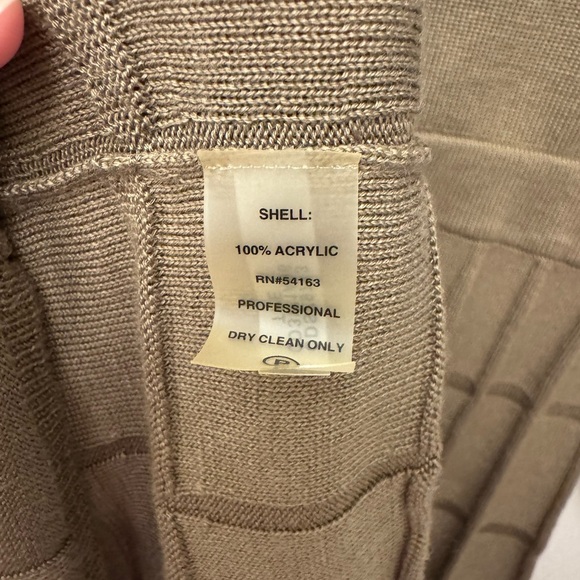 SHELL:
100% ACRYLIC
RN#54163
PROFESSIONAL
DRY CLEAN ONLY
P